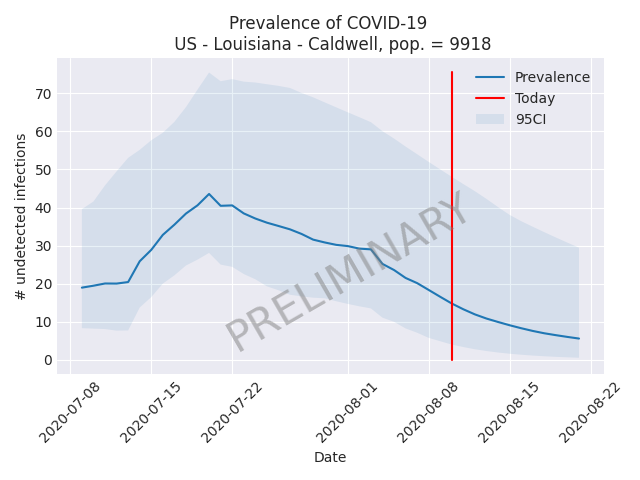 Prevalence of COVID-19
US - Louisiana - Caldwell, pop. = 9918
# undetected infections
70
60
50
40
30
20
10
0
Prevalence
Today
95CI
PRELIMINARY
2020-07-08
2020-07-15
2020-07-22
2020-08-01
2020-08-08
2020-08-15
2020-08-22
Date